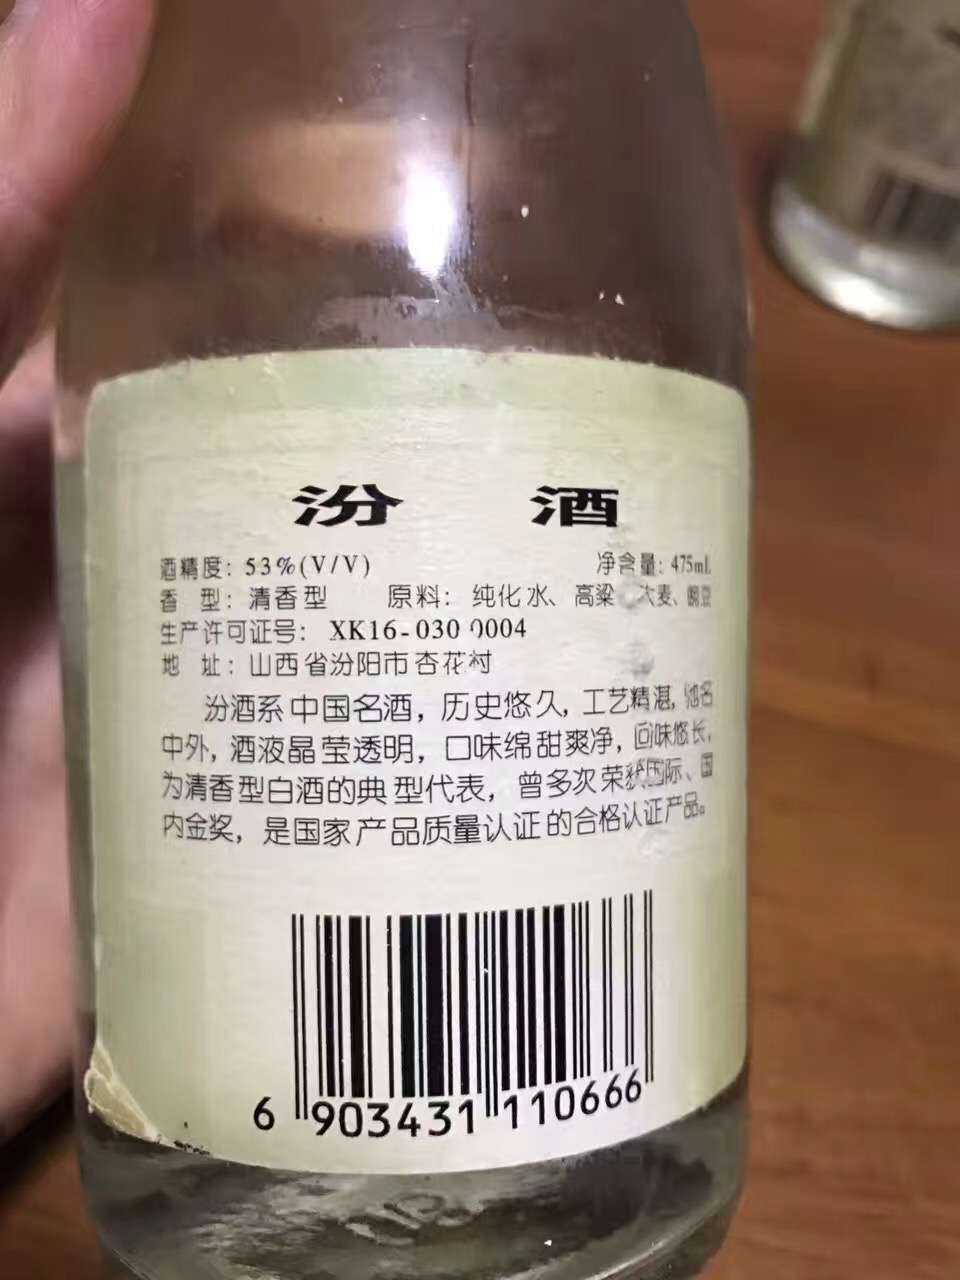 汾 酒
酒精度: 53%(V/V) 净含量: 475mL
香 型: 清香型 原料: 纯化水、高粱、大麦、豌豆
生产许可证号: XK16-030 0004
地 址: 山西省汾阳市杏花村
汾酒系中国名酒，历史悠久，工艺精湛，驰名
中外，酒液晶莹透明，口味绵甜爽净，回味悠长，
为清香型白酒的典型代表，曾多次荣获国际、国
内金奖，是国家产品质量认证的合格认证产品。
6 903431 110666